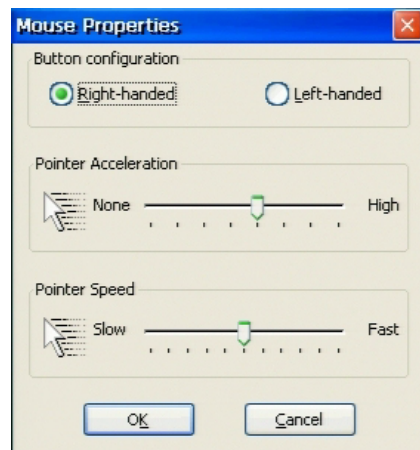 Mouse Properties
Button configuration
Right-handed Left-handed
Pointer Acceleration
None High
Pointer Speed
Slow Fast
OK Cancel